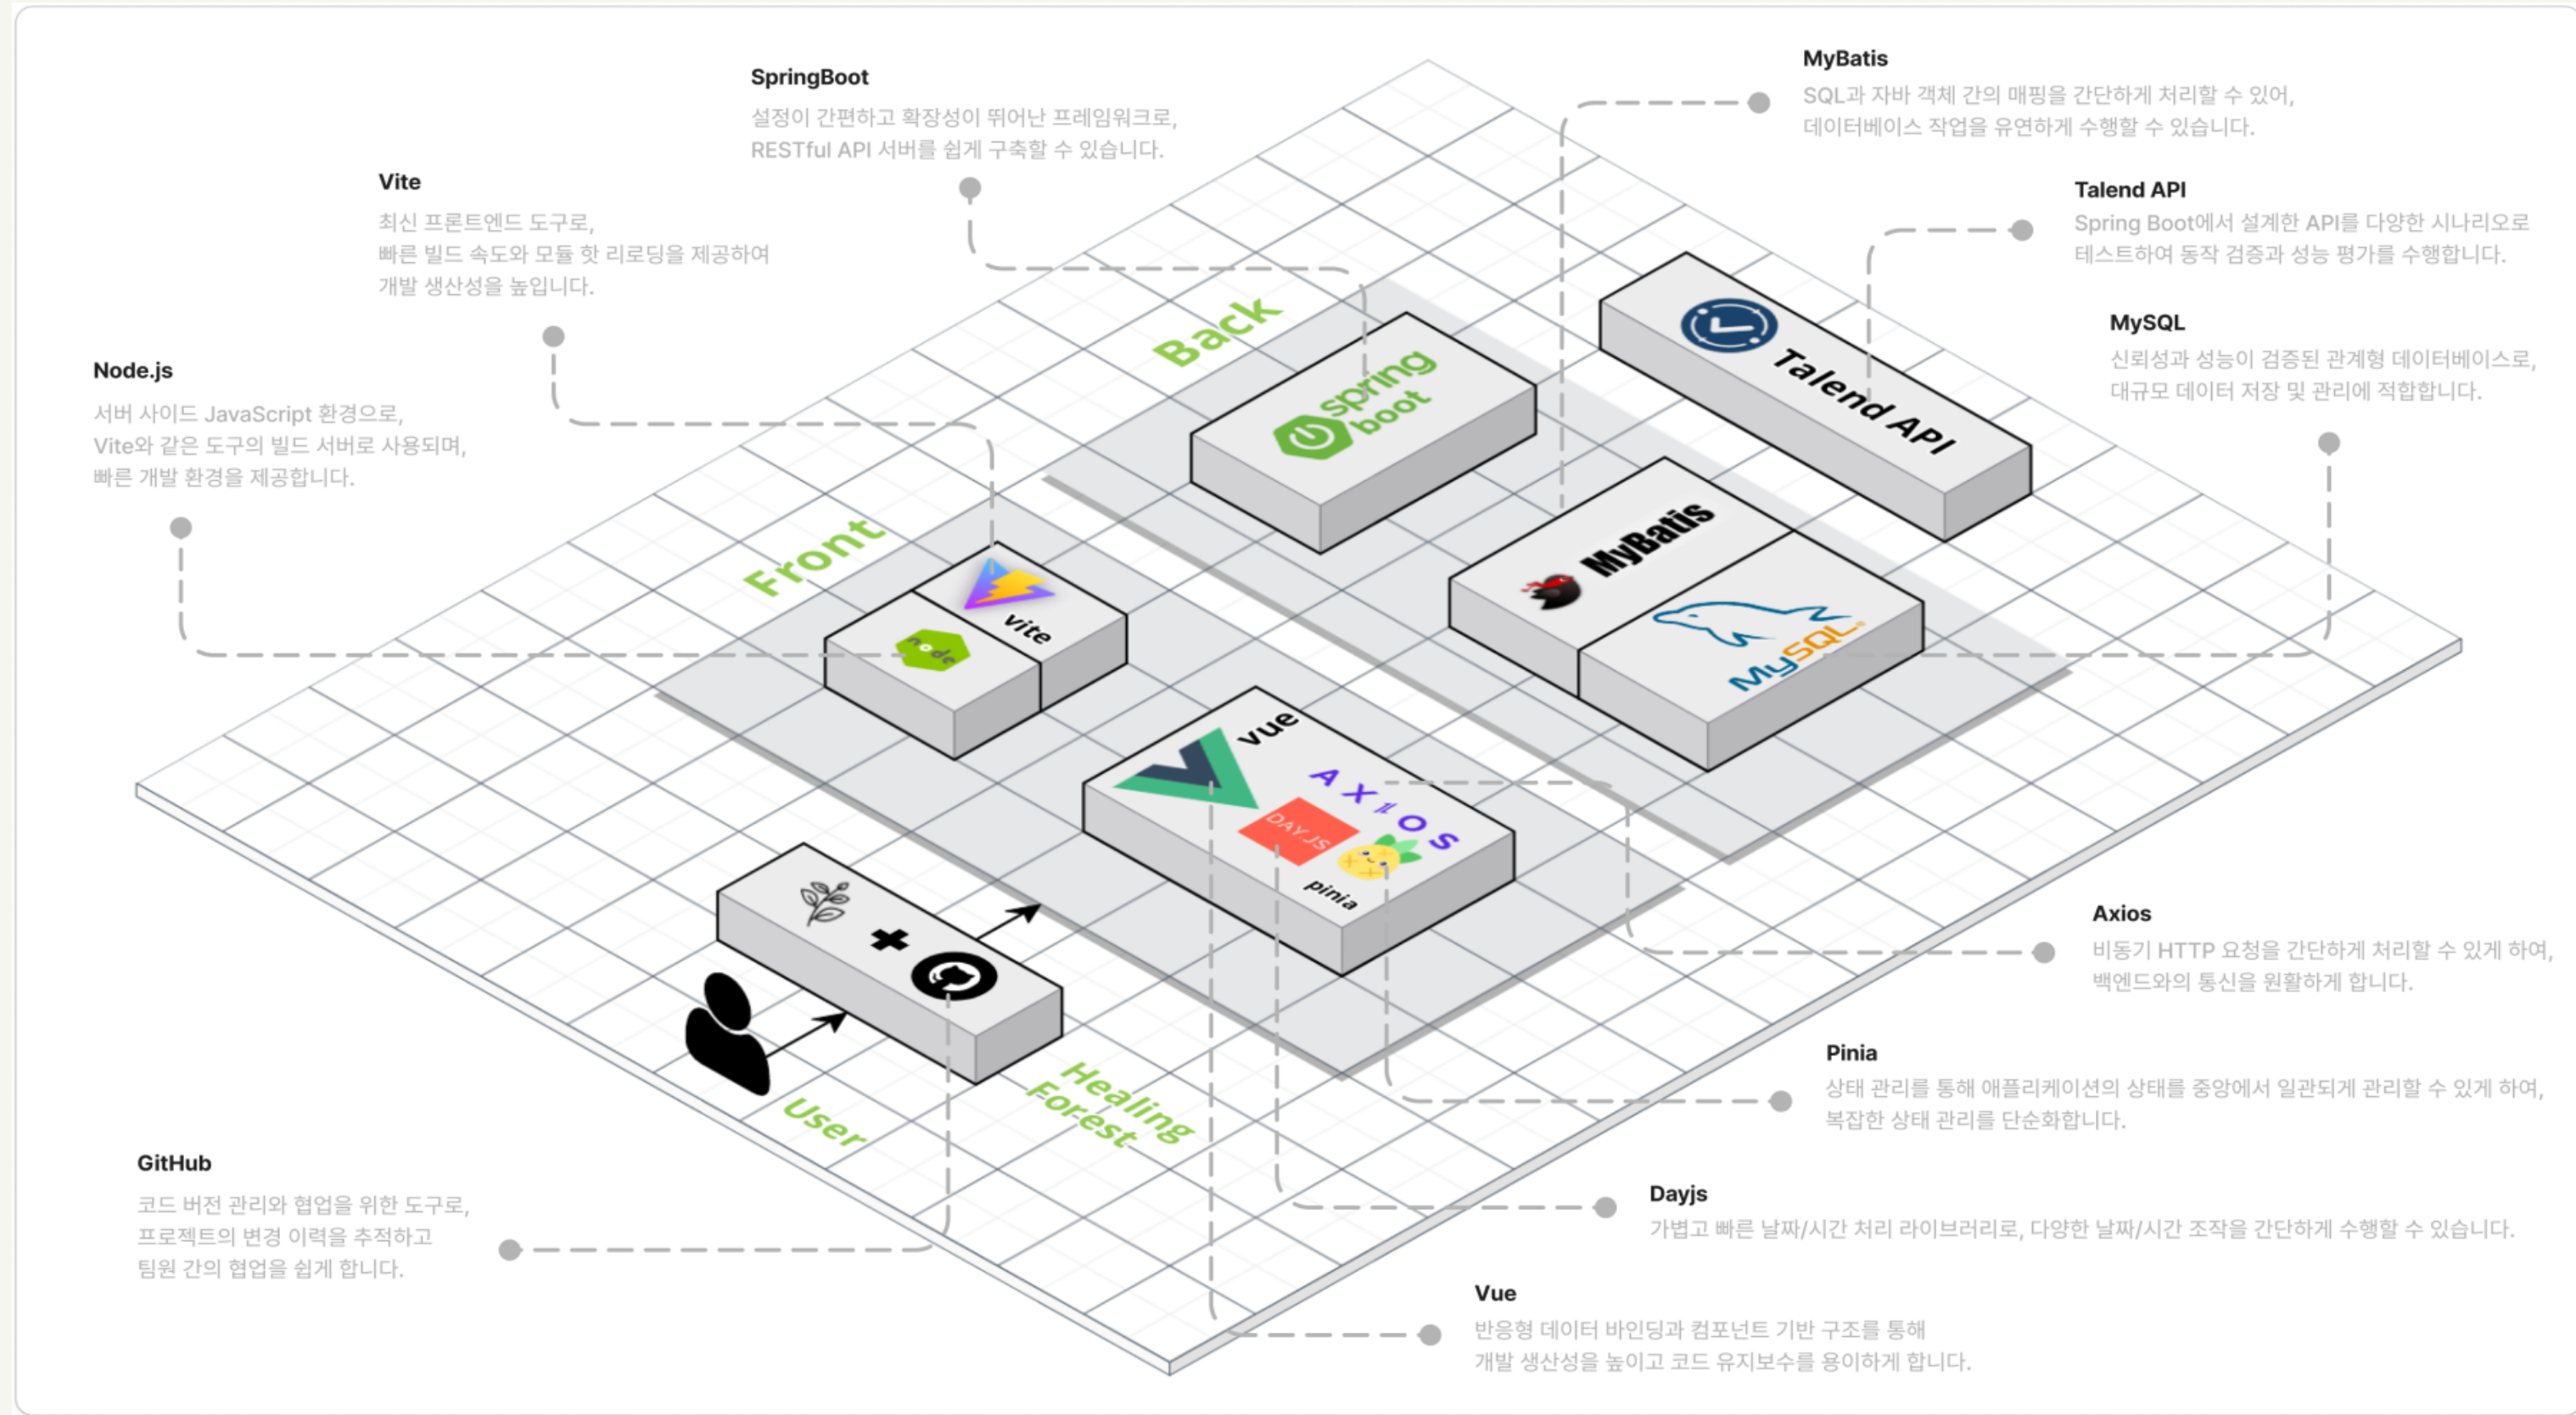 SpringBoot
설정이 간편하고 확장성이 뛰어난 프레임워크로,
RESTful API 서버를 쉽게 구축할 수 있습니다.
MyBatis
SQL과 자바 객체 간의 매핑을 간단하게 처리할 수 있어,
데이터베이스 작업을 유연하게 수행할 수 있습니다.
Vite
최신 프론트엔드 도구로,
빠른 빌드 속도와 모듈 핫 리로딩을 제공하여
개발 생산성을 높입니다.
Talend API
Spring Boot에서 설계한 API를 다양한 시나리오로
테스트하여 동작 검증과 성능 평가를 수행합니다.
MySQL
신뢰성과 성능이 검증된 관계형 데이터베이스로,
대규모 데이터 저장 및 관리에 적합합니다.
Node.js
서버 사이드 JavaScript 환경으로,
Vite와 같은 도구의 빌드 서버로 사용되며,
빠른 개발 환경을 제공합니다.
Back
spring
boot
Talend API
MyBatis
MySQL®
Front
vite
node
vue
AXIOS
DAY.JS
pinia
User
Healing
Forest
Axios
비동기 HTTP 요청을 간단하게 처리할 수 있게 하여,
백엔드와의 통신을 원활하게 합니다.
Pinia
상태 관리를 통해 애플리케이션의 상태를 중앙에서 일관되게 관리할 수 있게 하여,
복잡한 상태 관리를 단순화합니다.
GitHub
코드 버전 관리와 협업을 위한 도구로,
프로젝트의 변경 이력을 추적하고
팀원 간의 협업을 쉽게 합니다.
Dayjs
가볍고 빠른 날짜/시간 처리 라이브러리로, 다양한 날짜/시간 조작을 간단하게 수행할 수 있습니다.
Vue
반응형 데이터 바인딩과 컴포넌트 기반 구조를 통해
개발 생산성을 높이고 코드 유지보수를 용이하게 합니다.